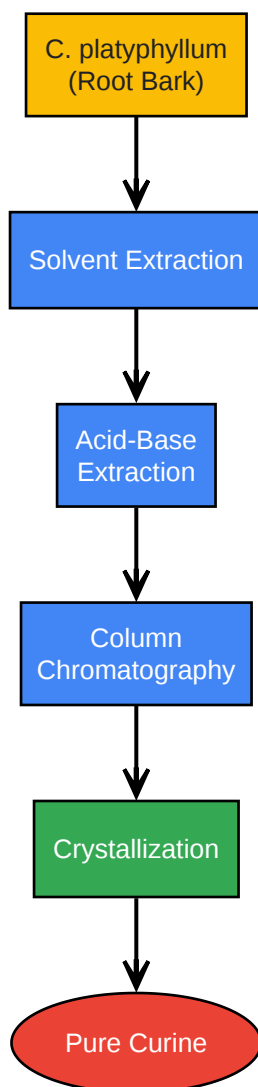 C. platyphyllum
(Root Bark)
Solvent Extraction
Acid-Base
Extraction
Column
Chromatography
Crystallization
Pure Curine